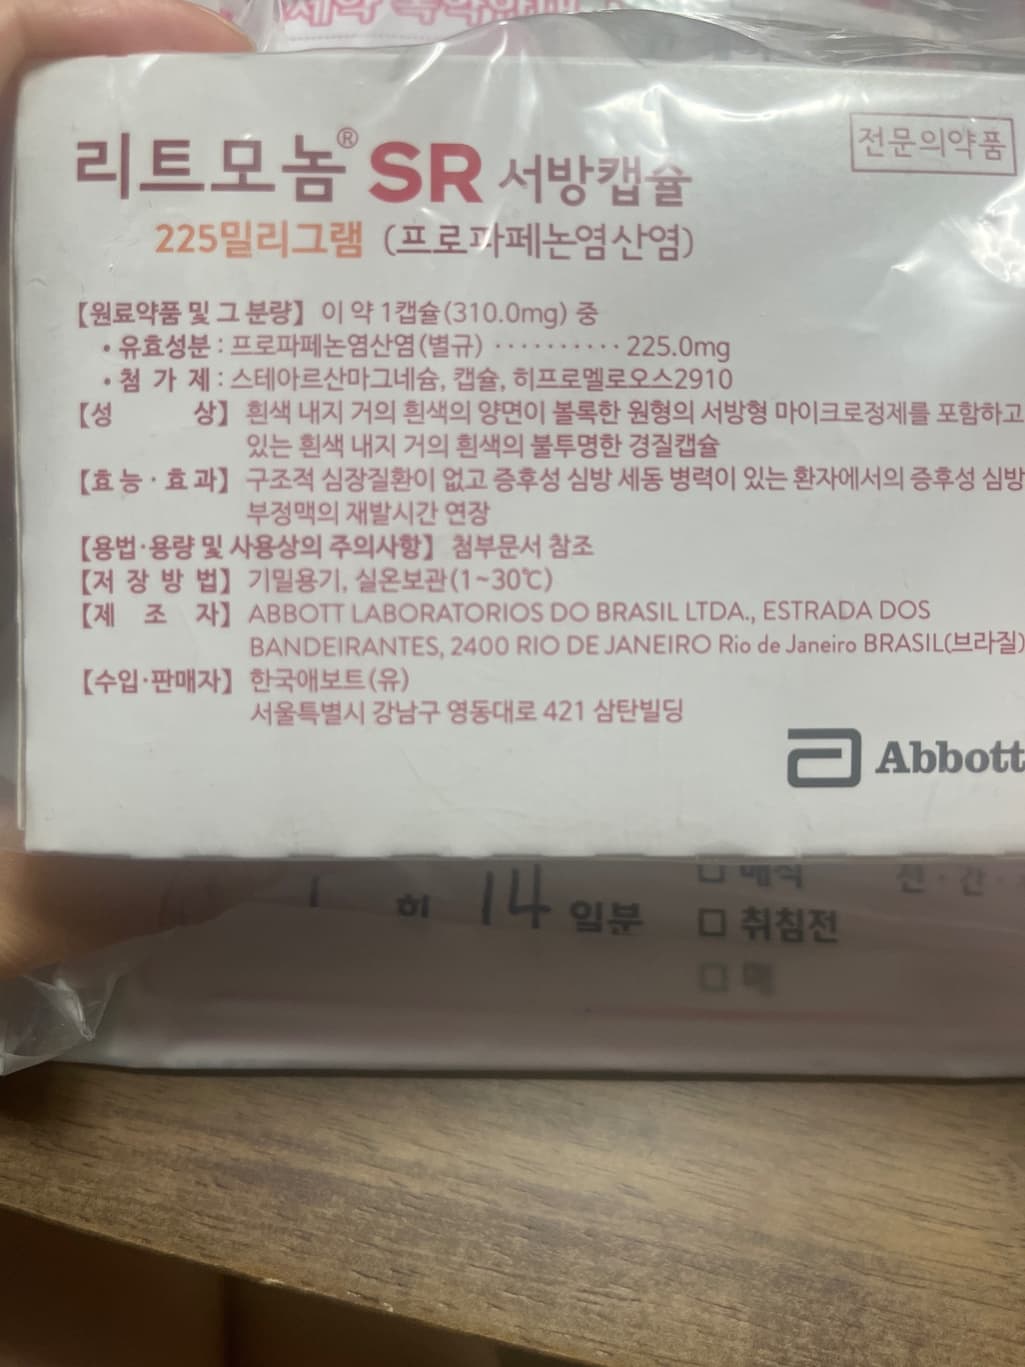 리트모놈® SR 서방캡슐
전문의약품
225밀리그램 (프로파페논염산염)
【원료약품 및 그 분량】 이 약 1캡슐(310.0mg) 중
• 유효성분 : 프로파페논염산염(별규) ·········· 225.0mg
• 첨 가 제 : 스테아르산마그네슘, 캡슐, 히프로멜로오스2910
【성 상】 흰색 내지 거의 흰색의 양면이 볼록한 원형의 서방형 마이크로정제를 포함하고
있는 흰색 내지 거의 흰색의 불투명한 경질캡슐
【효능·효과】 구조적 심장질환이 없고 증후성 심방 세동 병력이 있는 환자에서의 증후성 심방
부정맥의 재발시간 연장
【용법·용량 및 사용상의 주의사항】 첨부문서 참조
【저 장 방 법】 기밀용기, 실온보관(1~30℃)
【제 조 자】 ABBOTT LABORATORIOS DO BRASIL LTDA., ESTRADA DOS
BANDEIRANTES, 2400 RIO DE JANEIRO Rio de Janeiro BRASIL(브라질)
【수입·판매자】 한국애보트(유)
서울특별시 강남구 영동대로 421 삼탄빌딩
Abbott
14 일분
취침전